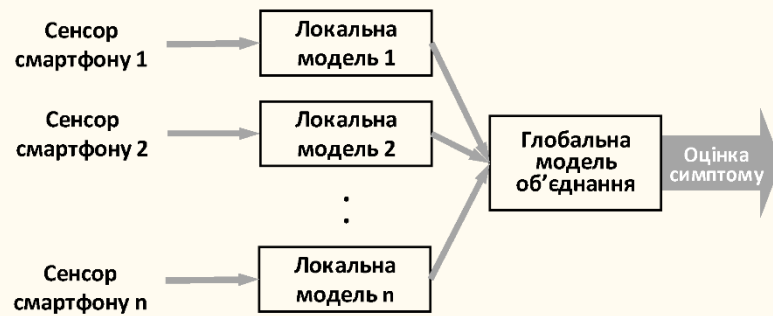 Сенсор
смартфону 1
Локальна
модель 1
Сенсор
смартфону 2
Локальна
модель 2
Глобальна
модель
об’єднання
Оцінка
симптому
Сенсор
смартфону n
Локальна
модель n